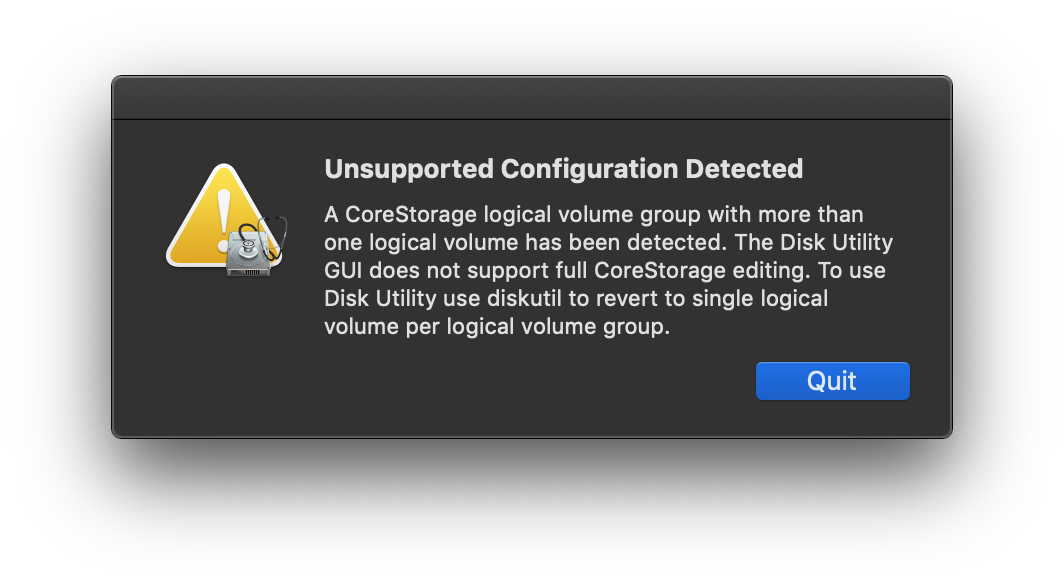 Unsupported Configuration Detected
A CoreStorage logical volume group with more than
one logical volume has been detected. The Disk Utility
GUI does not support full CoreStorage editing. To use
Disk Utility use diskutil to revert to single logical
volume per logical volume group.
Quit